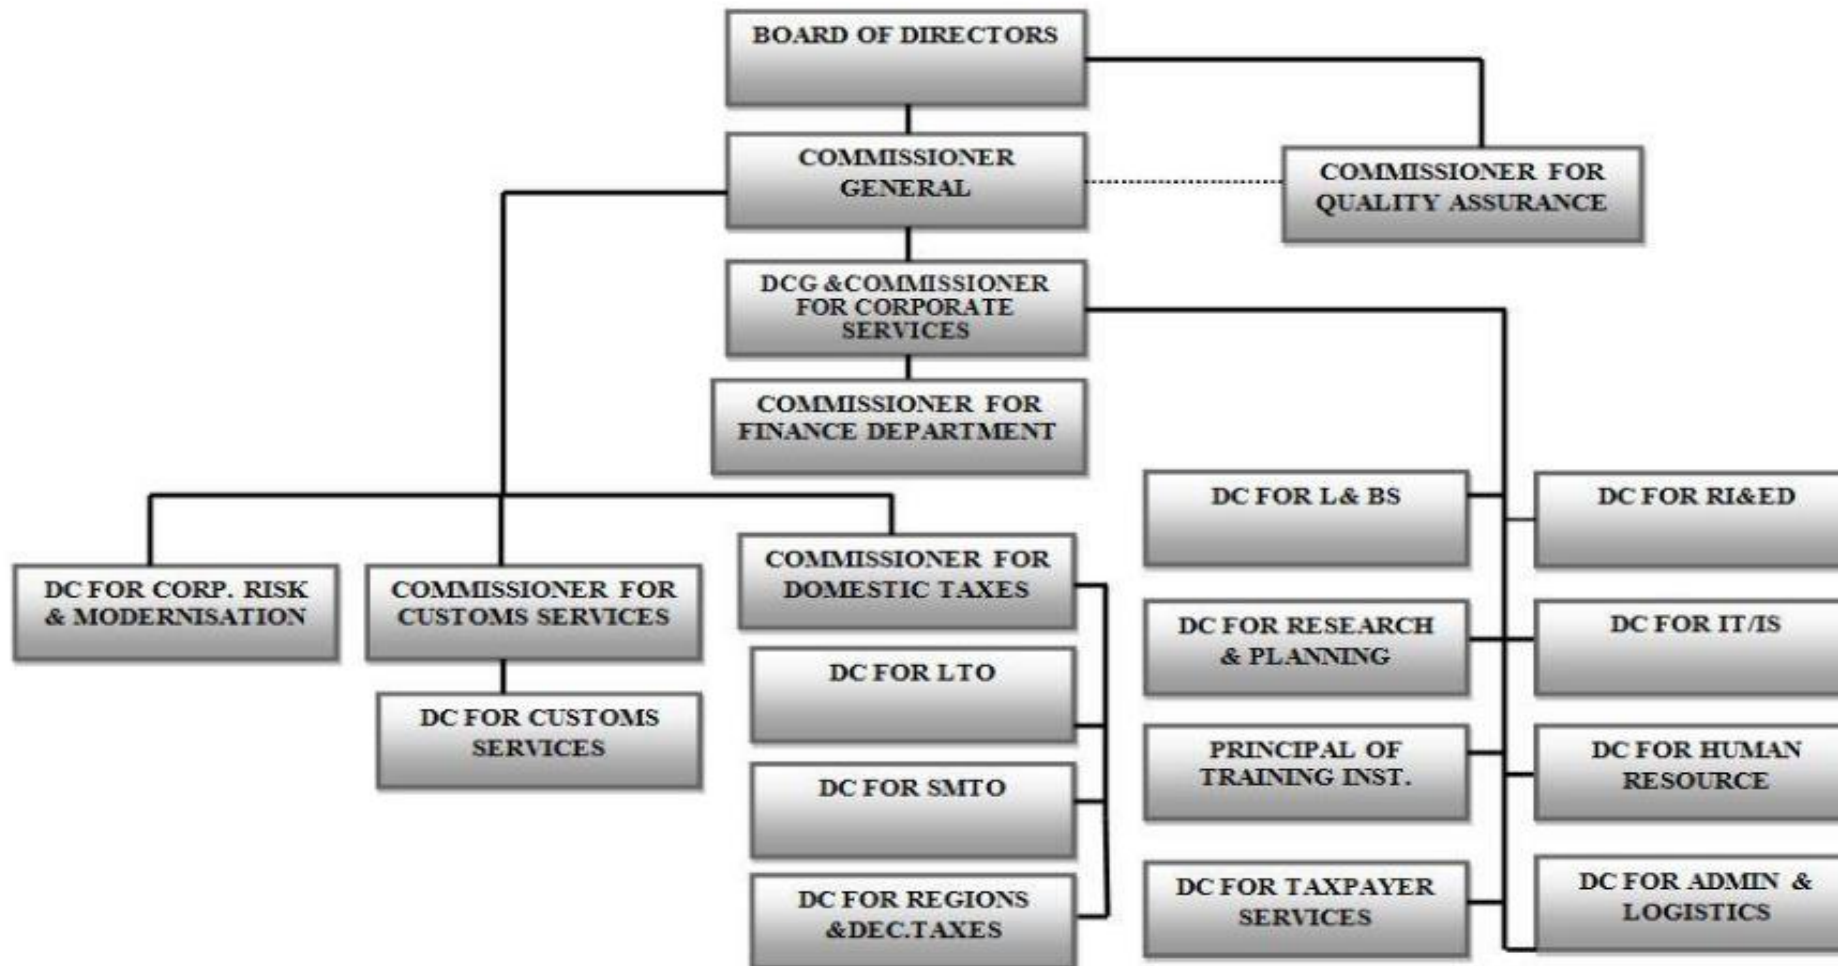 BOARD OF DIRECTORS
COMMISSIONER
GENERAL
COMMISSIONER FOR
QUALITY ASSURANCE
DCG &COMMISSIONER
FOR CORPORATE
SERVICES
COMMISSIONER FOR
FINANCE DEPARTMENT
DC FOR CORP. RISK
& MODERNISATION
COMMISSIONER FOR
CUSTOMS SERVICES
DC FOR CUSTOMS
SERVICES
COMMISSIONER FOR
DOMESTIC TAXES
DC FOR LTO
DC FOR SMTO
DC FOR REGIONS
&DEC.TAXES
DC FOR L& BS
DC FOR RI&ED
DC FOR RESEARCH
& PLANNING
DC FOR IT/IS
PRINCIPAL OF
TRAINING INST.
DC FOR HUMAN
RESOURCE
DC FOR TAXPAYER
SERVICES
DC FOR ADMIN &
LOGISTICS